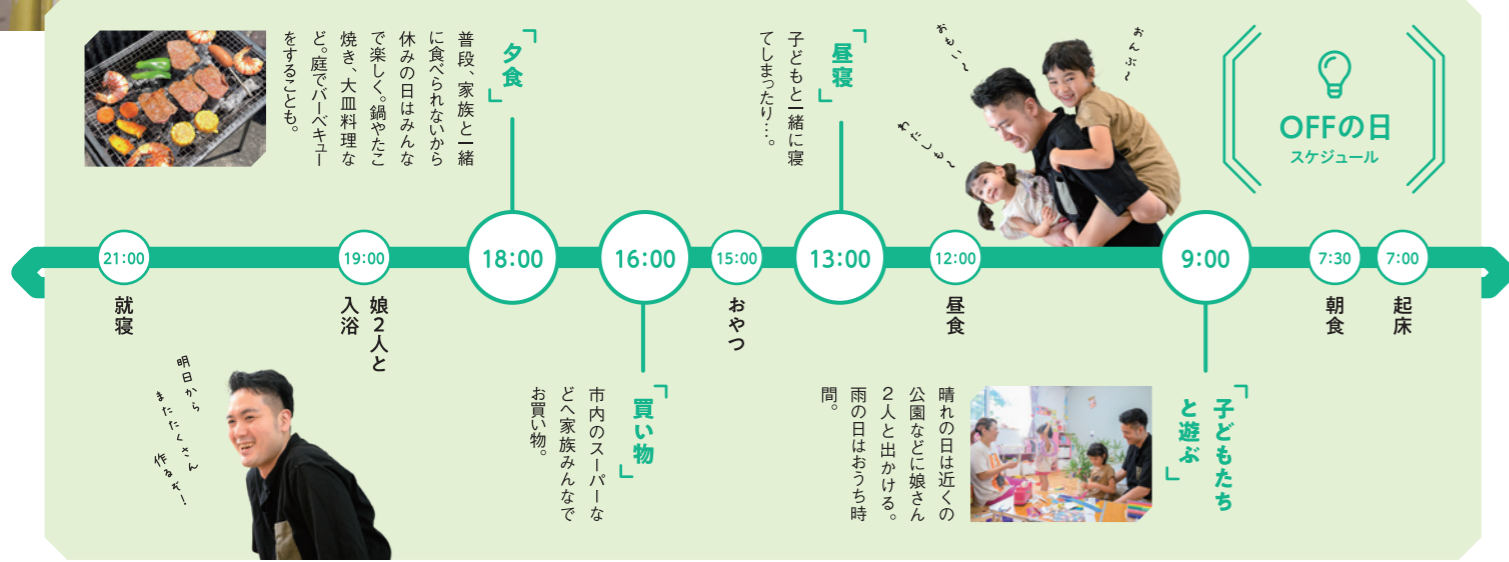 OFFの日
スケジュール
7:00
起床
7:30
朝食
9:00
子どもたち
と遊ぶ
晴れの日は近くの
公園などに娘さん
2人と出かける。
雨の日はおうち時
間。
おんぶ〜
おもい〜
わたしも〜
12:00
昼食
13:00
昼寝
子どもと一緒に寝
てしまったり…。
15:00
おやつ
16:00
買い物
市内のスーパーな
どへ家族みんなで
お買い物。
18:00
夕食
普段、家族と一緒
に食べられないから
休みの日はみんな
で楽しく。鍋やたこ
焼き、大皿料理な
ど。庭でバーベキュー
をすることも。
19:00
娘2人と
入浴
21:00
就寝
明日から
またたくさん
作るぞ!